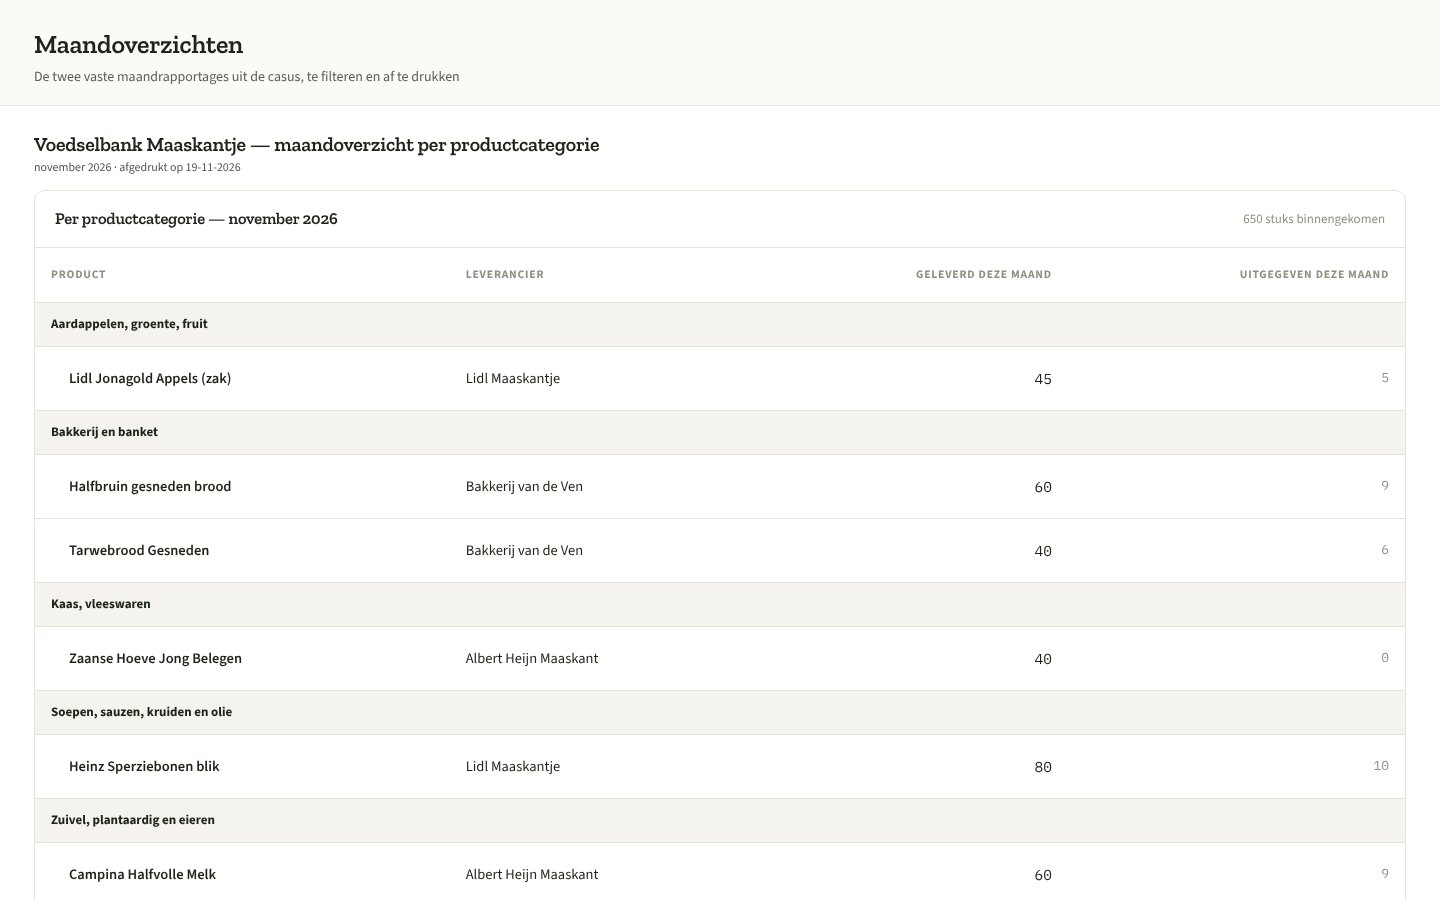 Maandoverzichten
De twee vaste maandrapportages uit de casus, te filteren en af te drukken
Voedselbank Maaskantje — maandoverzicht per productcategorie
november 2026 · afgedrukt op 19-11-2026
Per productcategorie — november 2026 650 stuks binnengekomen
PRODUCT LEVERANCIER GELEVERD DEZE MAAND UITGEGEVEN DEZE MAAND
Aardappelen, groente, fruit
Lidl Jonagold Appels (zak) Lidl Maaskantje 45 5
Bakkerij en banket
Halfbruin gesneden brood Bakkerij van de Ven 60 9
Tarwebrood Gesneden Bakkerij van de Ven 40 6
Kaas, vleeswaren
Zaanse Hoeve Jong Belegen Albert Heijn Maaskant 40 0
Soepen, sauzen, kruiden en olie
Heinz Sperziebonen blik Lidl Maaskantje 80 10
Zuivel, plantaardig en eieren
Campina Halfvolle Melk Albert Heijn Maaskant 60 9